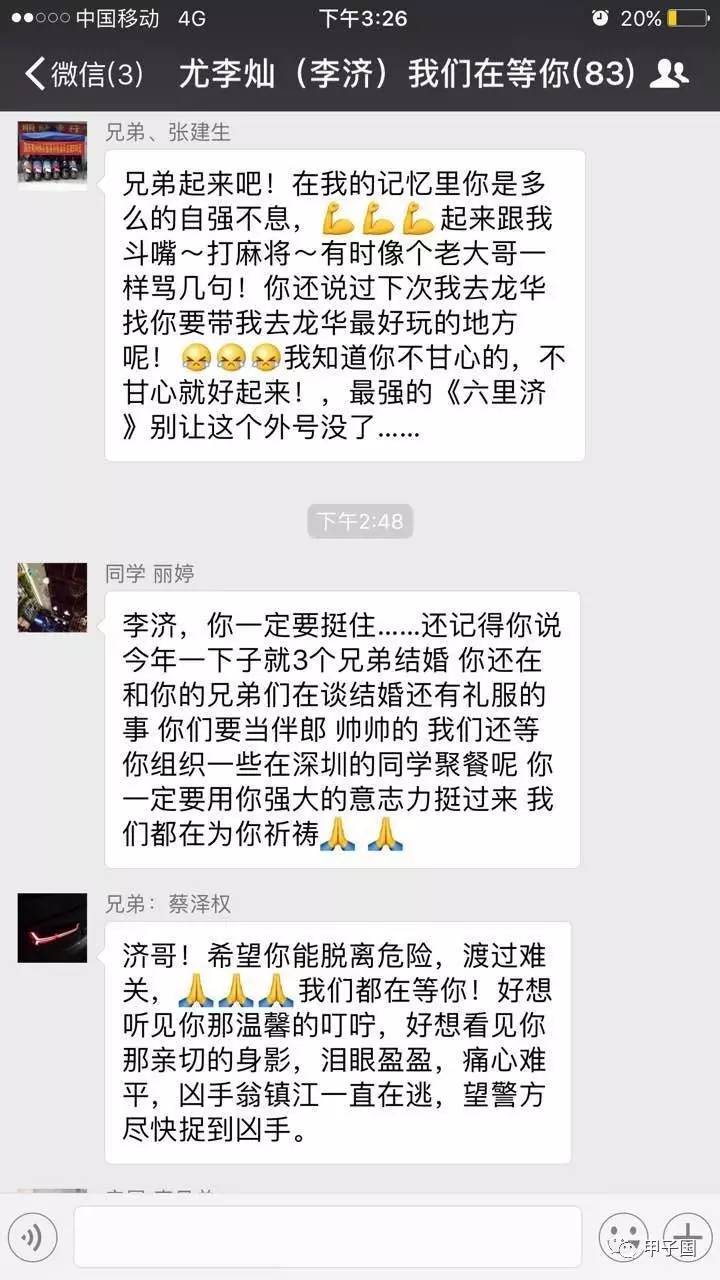 中国移动 4G 下午3:26 20%
微信(3) 尤李灿（李济）我们在等你(83)
兄弟、张建生
兄弟起来吧！在我的记忆里你是多
么的自强不息，💪💪💪起来跟我
斗嘴～打麻将～有时像个老大哥一
样骂几句！你还说过下次我去龙华
找你要带我去龙华最好玩的地方
呢！😭😭😭我知道你不甘心的，不
甘心就好起来！，最强的《六里济
》别让这个外号没了……
下午2:48
同学 丽婷
李济，你一定要挺住……还记得你说
今年一下子就3个兄弟结婚 你还在
和你的兄弟们在谈结婚还有礼服的
事 你们要当伴郎 帅帅的 我们还等
你组织一些在深圳的同学聚餐呢 你
一定要用你强大的意志力挺过来 我
们都在为你祈祷🙏 🙏
兄弟：蔡泽权
济哥！希望你能脱离危险，渡过难
关，🙏🙏🙏我们都在等你！好想
听见你那温馨的叮咛，好想看见你
那亲切的身影，泪眼盈盈，痛心难
平，凶手翁镇江一直在逃，望警方
尽快捉到凶手。
甲子国